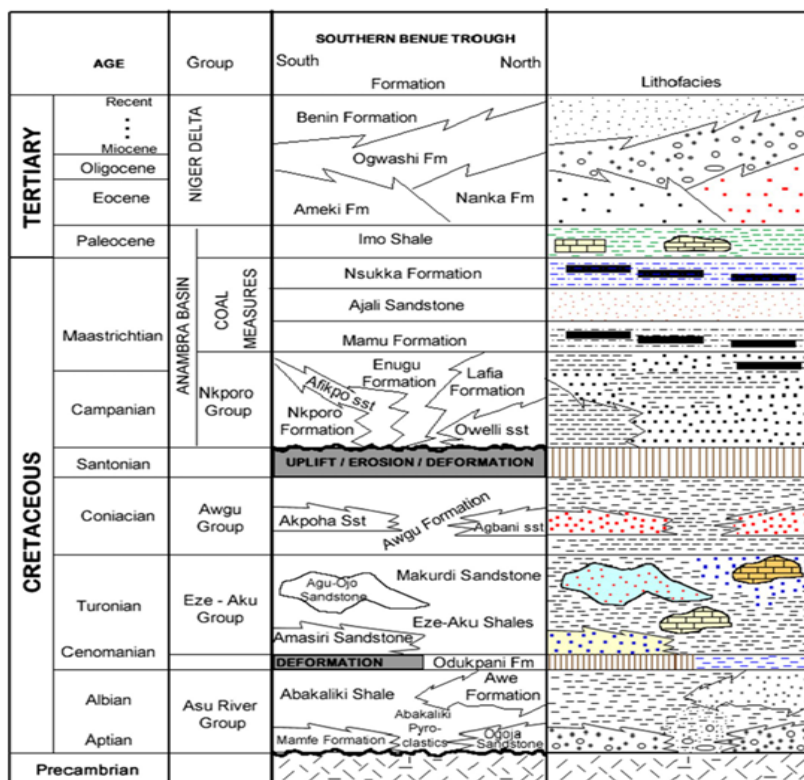 SOUTHERN BENUE TROUGH
AGE Group South North
Formation Lithofacies
TERTIARY
CRETACEOUS
Recent
Miocene
Oligocene
Eocene
Paleocene
Maastrichtian
Campanian
Santonian
Coniacian
Turonian
Cenomanian
Albian
Aptian
Precambrian
NIGER DELTA
ANAMBRA BASIN
COAL
MEASURES
Nkporo
Group
Awgu
Group
Eze - Aku
Group
Asu River
Group
Benin Formation
Ogwashi Fm
Ameki Fm
Nanka Fm
Imo Shale
Nsukka Formation
Ajali Sandstone
Mamu Formation
Afikpo sst
Enugu
Formation
Lafia
Formation
Nkporo
Formation
Owelli sst
UPLIFT / EROSION / DEFORMATION
Akpoha Sst
Awgu Formation
Agbani sst
Agu-Ojo
Sandstone
Makurdi Sandstone
Eze-Aku Shales
Amasiri Sandstone
DEFORMATION
Odukpani Fm
Abakaliki Shale
Awe
Formation
Mamfe Formation
Abakaliki
Pyro-
clastics
Ogoja
Sandstone